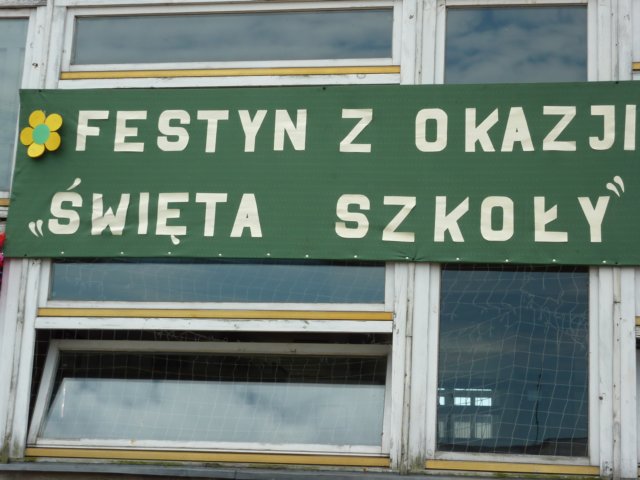 FESTYN Z OKAZJI
„ŚWIĘTA SZKOŁY”